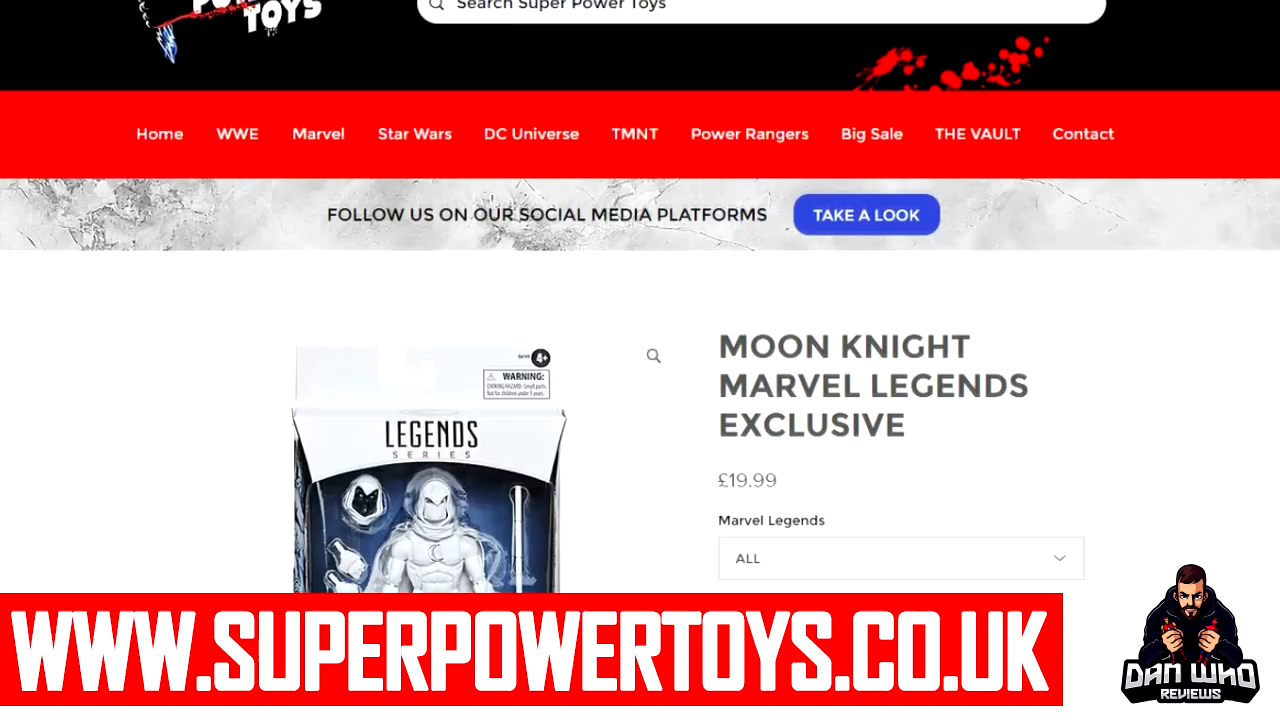 POWER
TOYS
Search Super Power Toys
Home WWE Marvel Star Wars DC Universe TMNT Power Rangers Big Sale THE VAULT Contact
FOLLOW US ON OUR SOCIAL MEDIA PLATFORMS TAKE A LOOK
MOON KNIGHT
MARVEL LEGENDS
EXCLUSIVE
£19.99
Marvel Legends
ALL
4+
WARNING:
CHOKING HAZARD - Small parts.
Not for children under 3 years.
LEGENDS
SERIES
WWW.SUPERPOWERTOYS.CO.UK
DAN WHO
REVIEWS